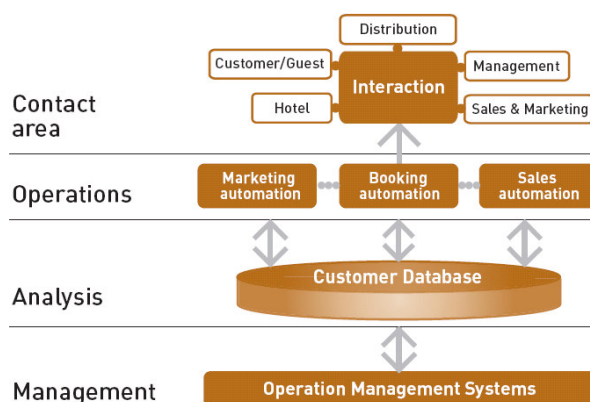 Distribution
Customer/Guest
Management
Interaction
Hotel
Sales & Marketing
Contact
area
Marketing
automation
Booking
automation
Sales
automation
Operations
Customer Database
Analysis
Management
Operation Management Systems